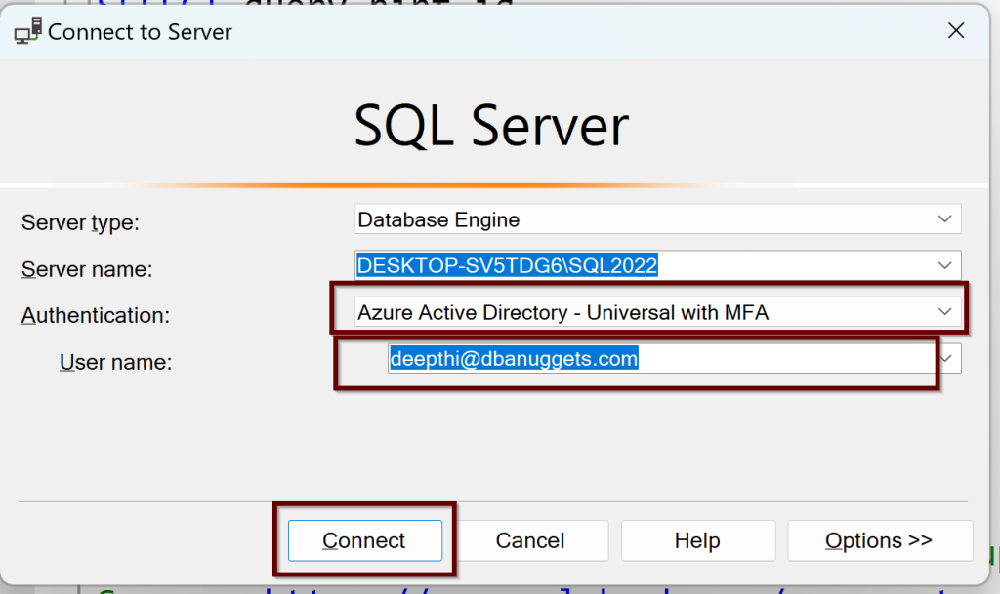 Connect to Server
SQL Server
Server type: Database Engine
Server name: DESKTOP-SV5TDG6\SQL2022
Authentication: Azure Active Directory - Universal with MFA
User name: deepthi@dbanuggets.com
Connect Cancel Help Options >>